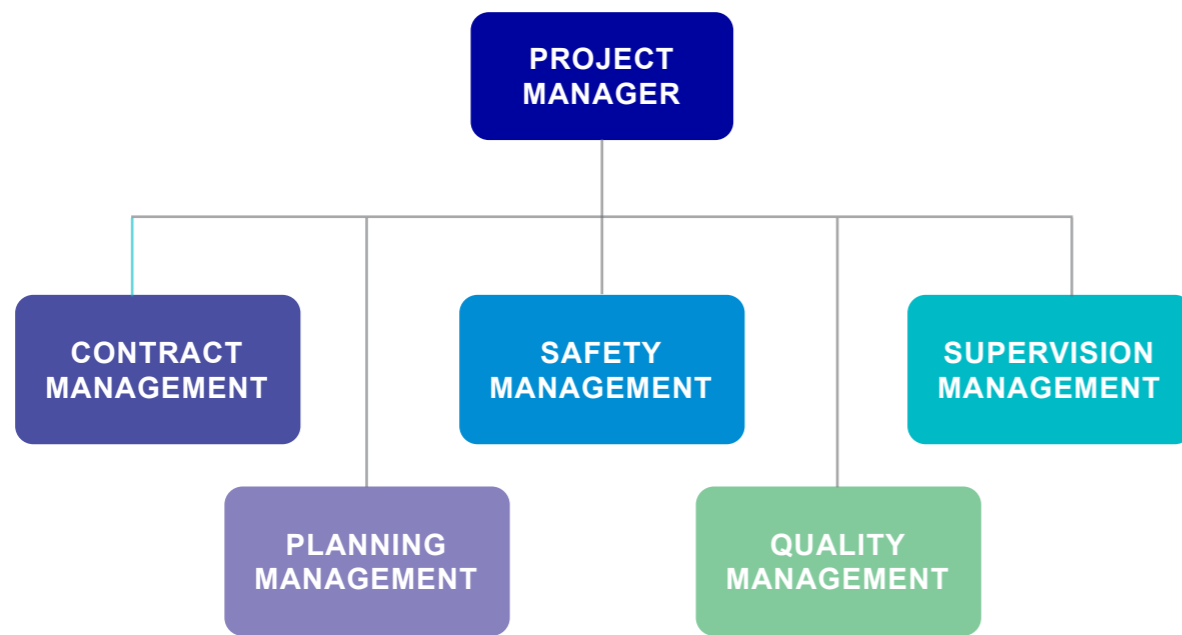 PROJECT
MANAGER
CONTRACT
MANAGEMENT
SAFETY
MANAGEMENT
SUPERVISION
MANAGEMENT
PLANNING
MANAGEMENT
QUALITY
MANAGEMENT